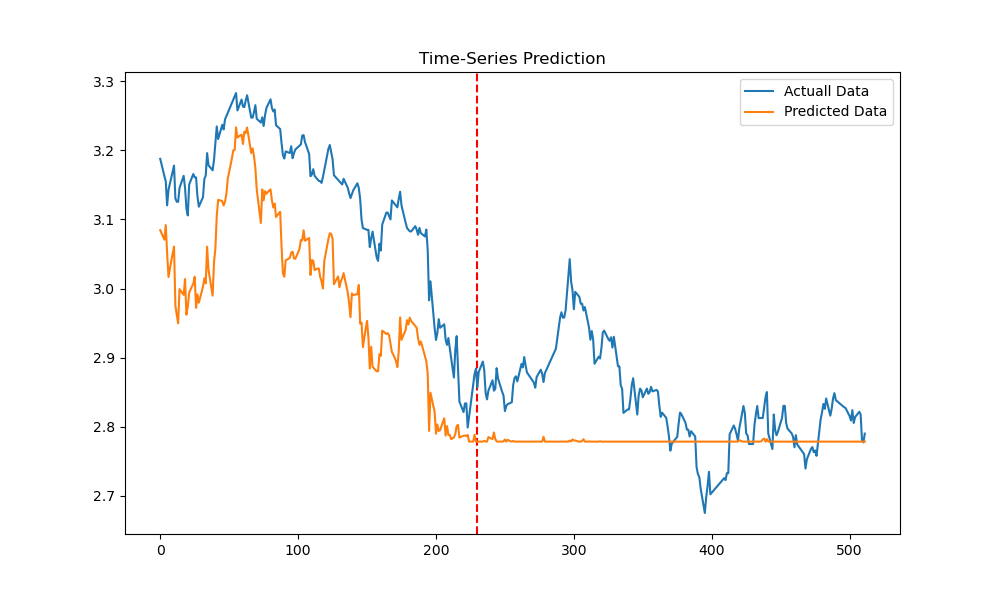 Time-Series Prediction
Actuall Data
Predicted Data
3.3
3.2
3.1
3.0
2.9
2.8
2.7
0 100 200 300 400 500